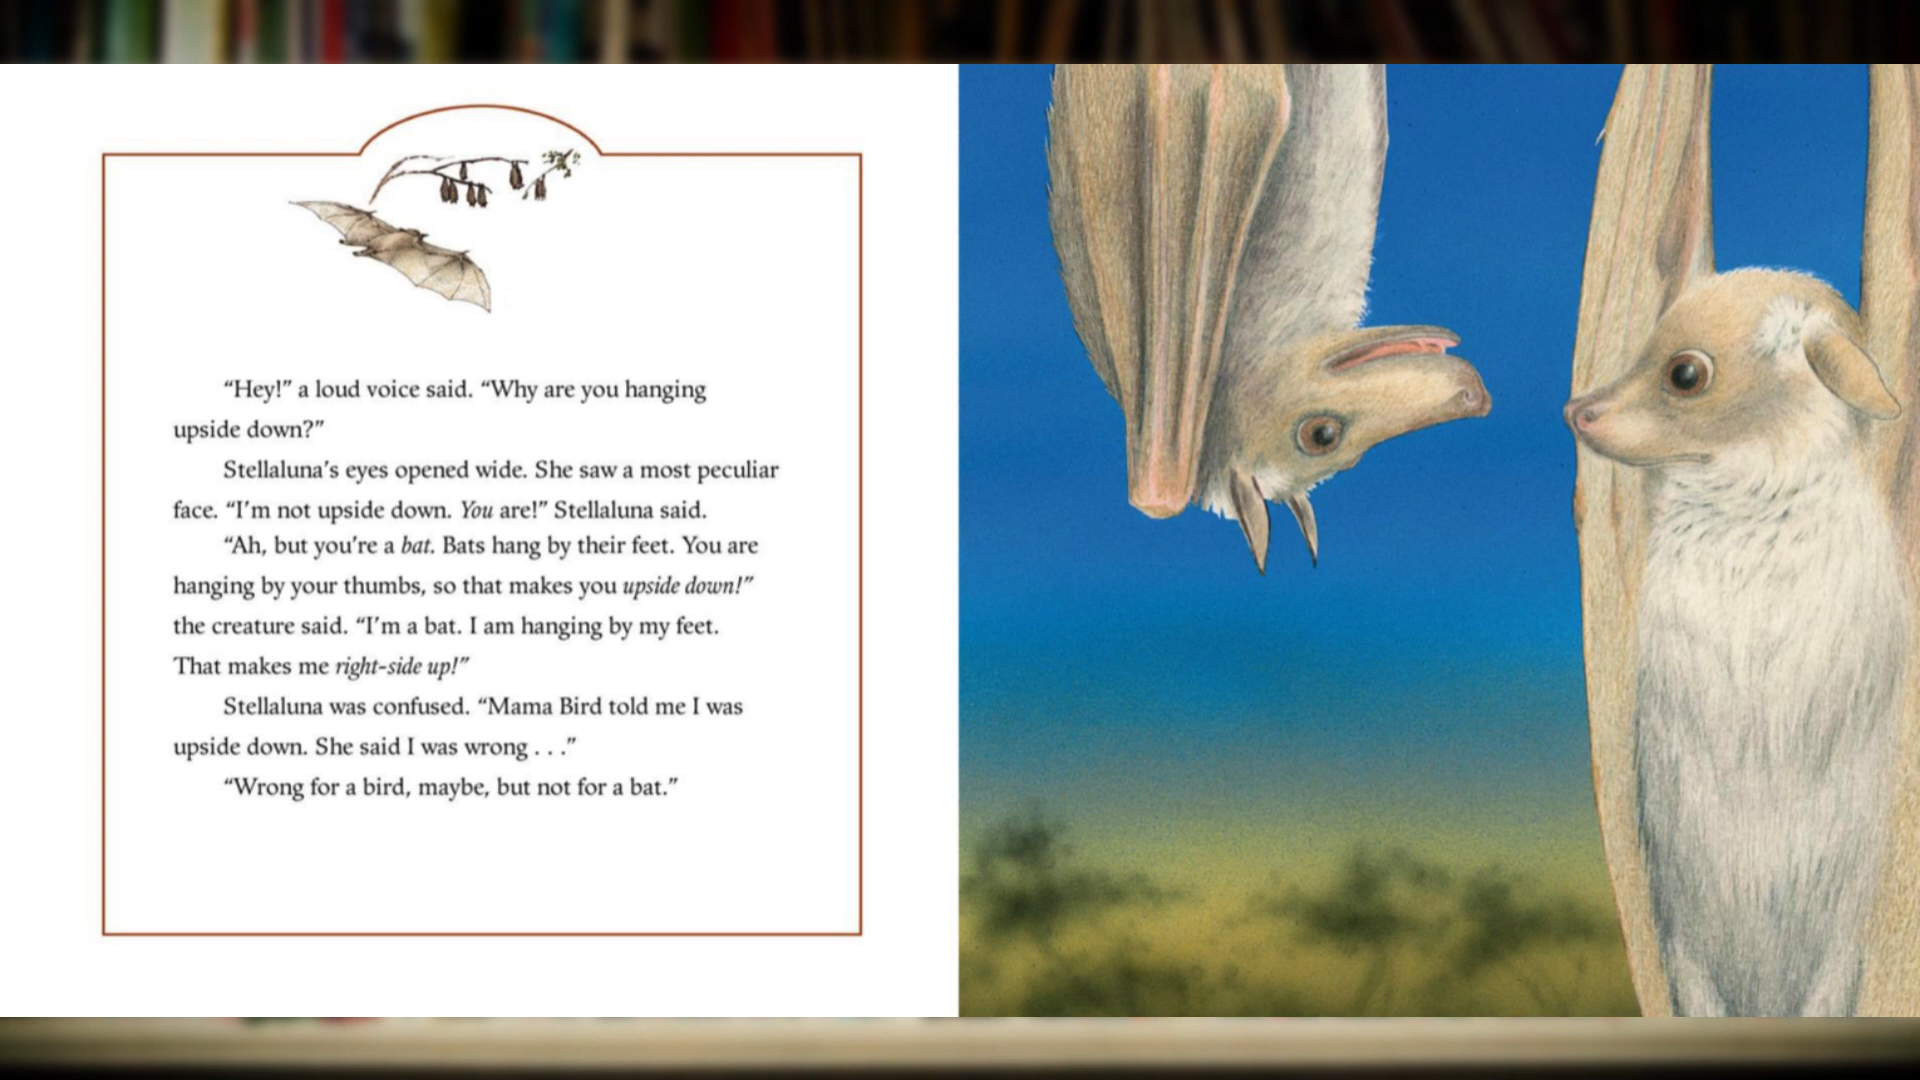 “Hey!” a loud voice said. “Why are you hanging
upside down?”
Stellaluna’s eyes opened wide. She saw a most peculiar
face. “I’m not upside down. You are!” Stellaluna said.
“Ah, but you’re a bat. Bats hang by their feet. You are
hanging by your thumbs, so that makes you upside down!”
the creature said. “I’m a bat. I am hanging by my feet.
That makes me right-side up!”
Stellaluna was confused. “Mama Bird told me I was
upside down. She said I was wrong . . .”
“Wrong for a bird, maybe, but not for a bat.”